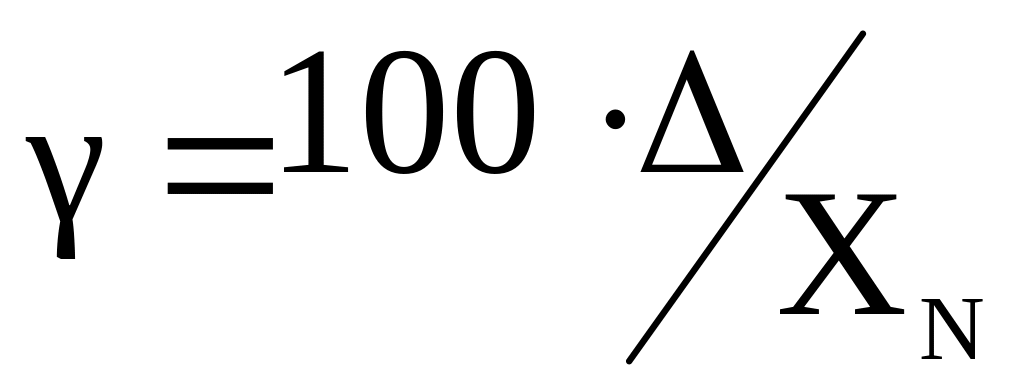 γ = 100 · Δ / X_N